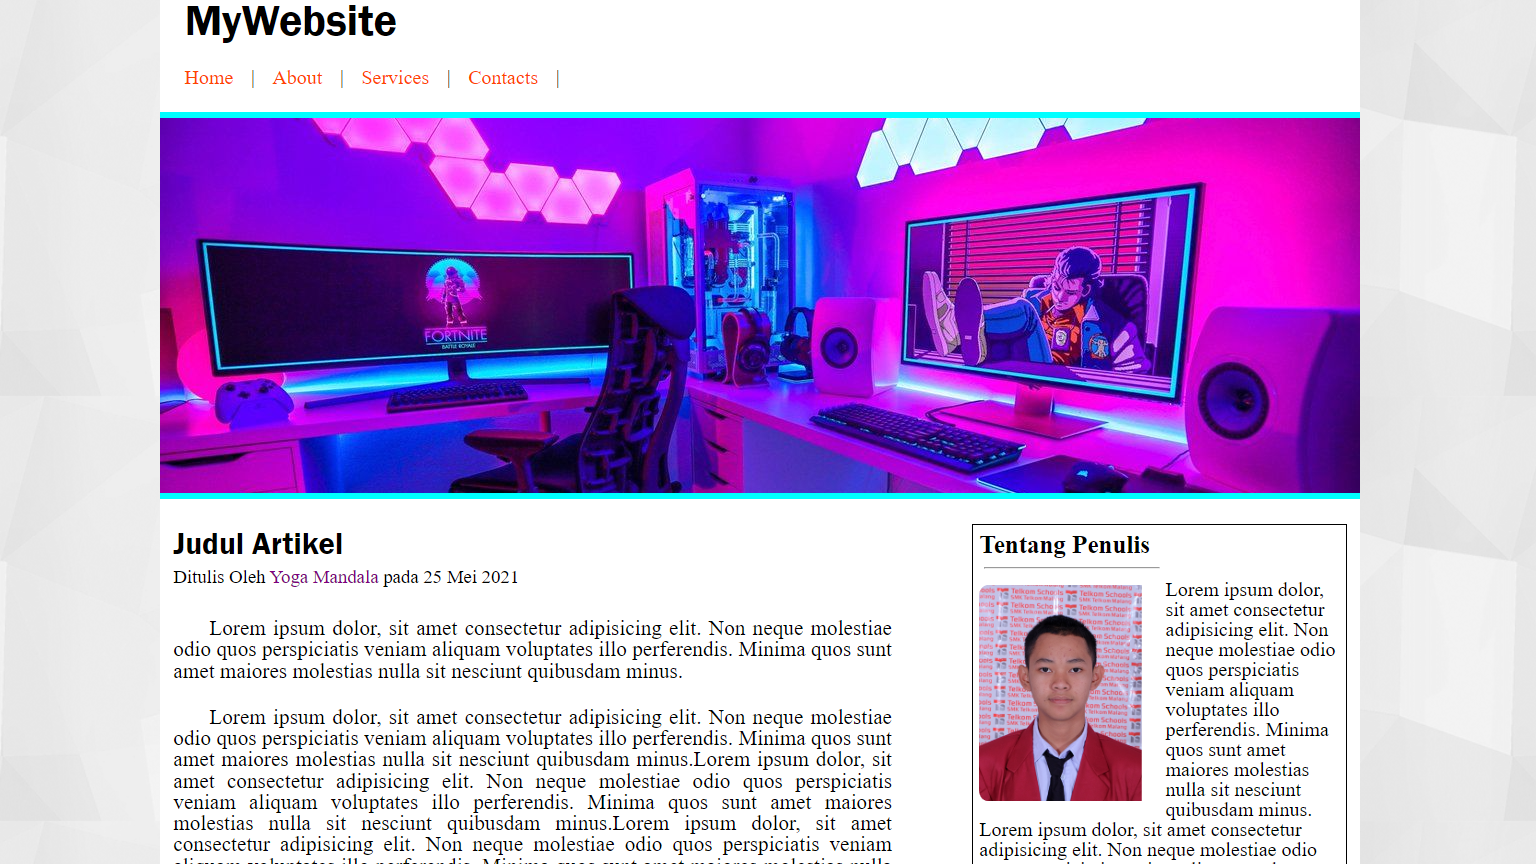 MyWebsite
Home | About | Services | Contacts |
FORTNITE
BATTLE ROYALE
Judul Artikel
Ditulis Oleh Yoga Mandala pada 25 Mei 2021
Lorem ipsum dolor, sit amet consectetur adipisicing elit. Non neque molestiae
odio quos perspiciatis veniam aliquam voluptates illo perferendis. Minima quos sunt
amet maiores molestias nulla sit nesciunt quibusdam minus.
Lorem ipsum dolor, sit amet consectetur adipisicing elit. Non neque molestiae
odio quos perspiciatis veniam aliquam voluptates illo perferendis. Minima quos sunt
amet maiores molestias nulla sit nesciunt quibusdam minus.Lorem ipsum dolor, sit
amet consectetur adipisicing elit. Non neque molestiae odio quos perspiciatis
veniam aliquam voluptates illo perferendis. Minima quos sunt amet maiores
molestias nulla sit nesciunt quibusdam minus.Lorem ipsum dolor, sit amet
consectetur adipisicing elit. Non neque molestiae odio quos perspiciatis veniam
Tentang Penulis
Telkom Schools
SMK Telkom Malang
Lorem ipsum dolor,
sit amet consectetur
adipisicing elit. Non
neque molestiae odio
quos perspiciatis
veniam aliquam
voluptates illo
perferendis. Minima
quos sunt amet
maiores molestias
nulla sit nesciunt
quibusdam minus.
Lorem ipsum dolor, sit amet consectetur
adipisicing elit. Non neque molestiae odio